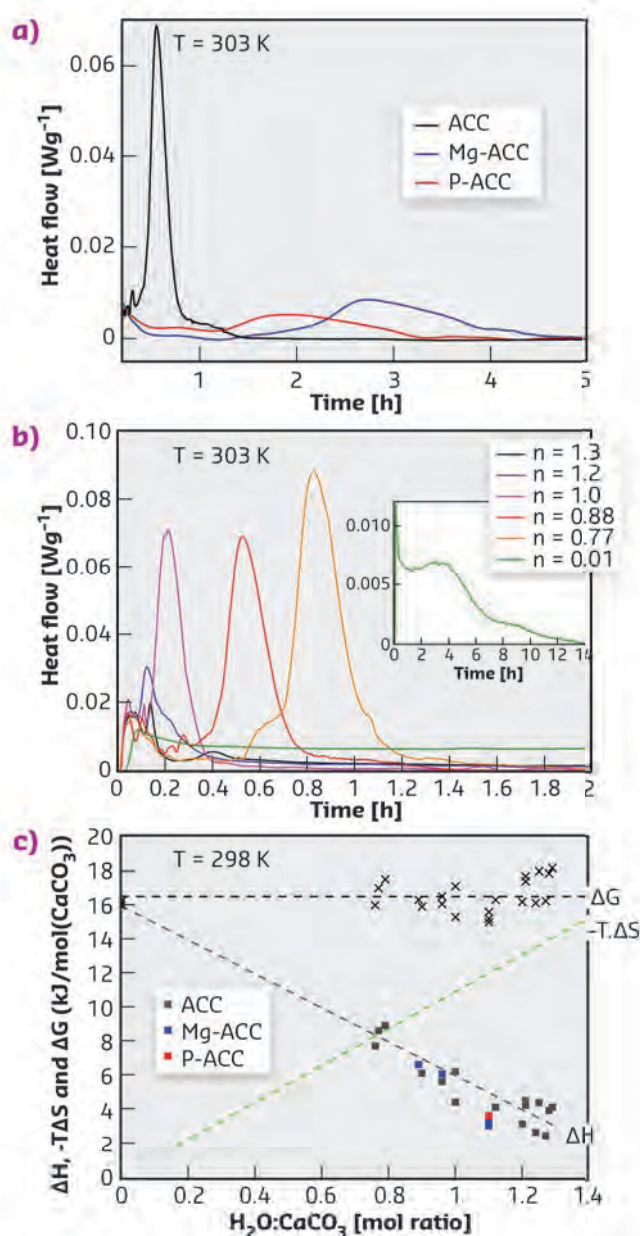 a)
T = 303 K
Heat flow [Wg⁻¹]
0.06
0.04
0.02
0
ACC
Mg-ACC
P-ACC
1 2 3 4 5
Time [h]
b)
T = 303 K
Heat flow [Wg⁻¹]
0.10
0.08
0.06
0.04
0.02
0
n = 1.3
n = 1.2
n = 1.0
n = 0.88
n = 0.77
n = 0.01
0.010
0.005
0
0 2 4 6 8 10 12 14
Time [h]
0 0.2 0.4 0.6 0.8 1 1.2 1.4 1.6 1.8 2
Time [h]
c)
T = 298 K
ΔH, -TΔS and ΔG (kJ/mol(CaCO₃))
20
18
16
14
12
10
8
6
4
2
0
ΔG
-T.ΔS
ΔH
ACC
Mg-ACC
P-ACC
0 0.2 0.4 0.6 0.8 1 1.2 1.4
H₂O:CaCO₃ [mol ratio]